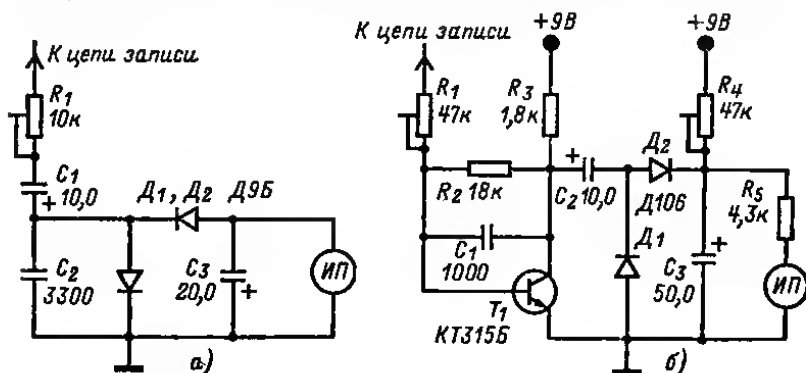 К цепи записи
R1
10к
C1
+ 10,0
C2
3300
Д1, Д2 Д9Б
C3
20,0 +
ИП
а)
К цепи записи
R1
47к
+9В
R3
1,8к
R2 18к
C1
1000
T1
КТ315Б
+
C2 10,0
Д2
Д106
Д1
+9В
R4
47к
C3
50,0
+
R5
4,3к
ИП
б)